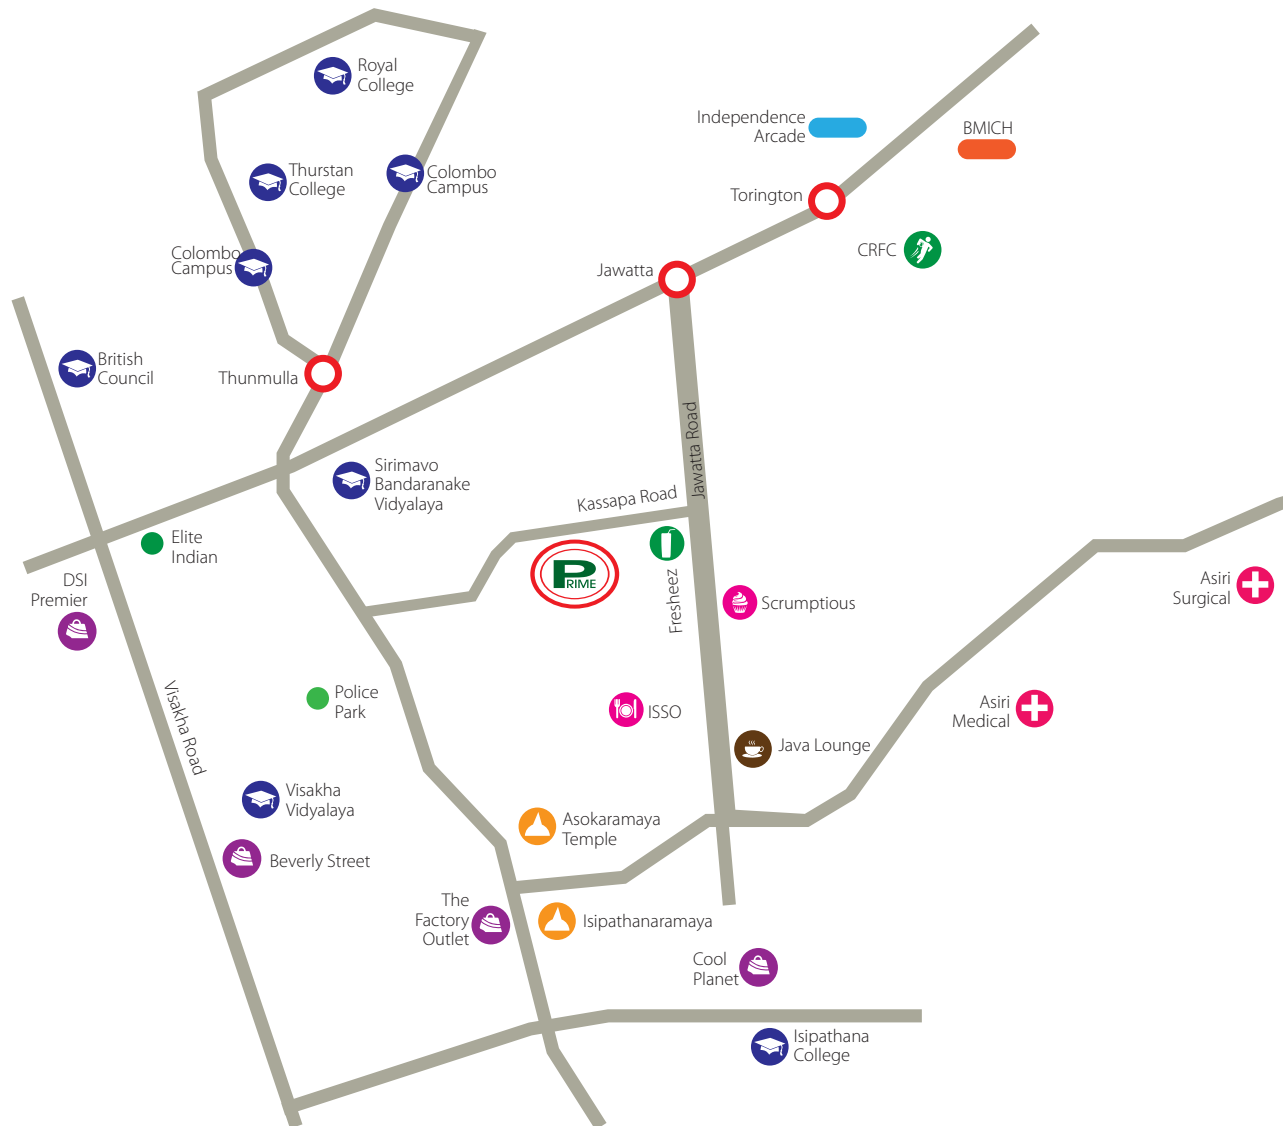 Royal
College
Independence
Arcade
BMICH
Thurstan
College
Colombo
Campus
Torington
Colombo
Campus
CRFC
Jawatta
British
Council
Thunmulla
Jawatta Road
Sirimavo
Bandaranake
Vidyalaya
Kassapa Road
Elite
Indian
DSI
Premier
PRIME
Fresheez
Scrumptious
Asiri
Surgical
Visakha Road
Police
Park
ISSO
Asiri
Medical
Java Lounge
Visakha
Vidyalaya
Asokaramaya
Temple
Beverly Street
The
Factory
Outlet
Isipathanaramaya
Cool
Planet
Isipathana
College